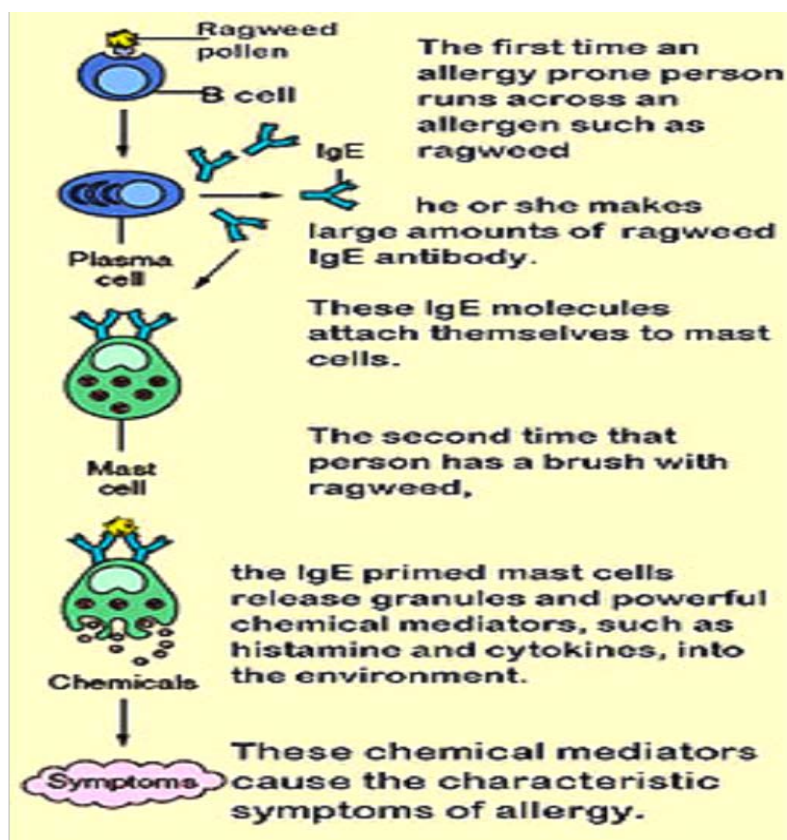 Ragweed
pollen
B cell
The first time an
allergy prone person
runs across an
allergen such as
ragweed
IgE
he or she makes
large amounts of ragweed
IgE antibody.
Plasma
cell
These IgE molecules
attach themselves to mast
cells.
Mast
cell
The second time that
person has a brush with
ragweed,
the IgE primed mast cells
release granules and powerful
chemical mediators, such as
histamine and cytokines, into
the environment.
Chemicals
Symptoms
These chemical mediators
cause the characteristic
symptoms of allergy.